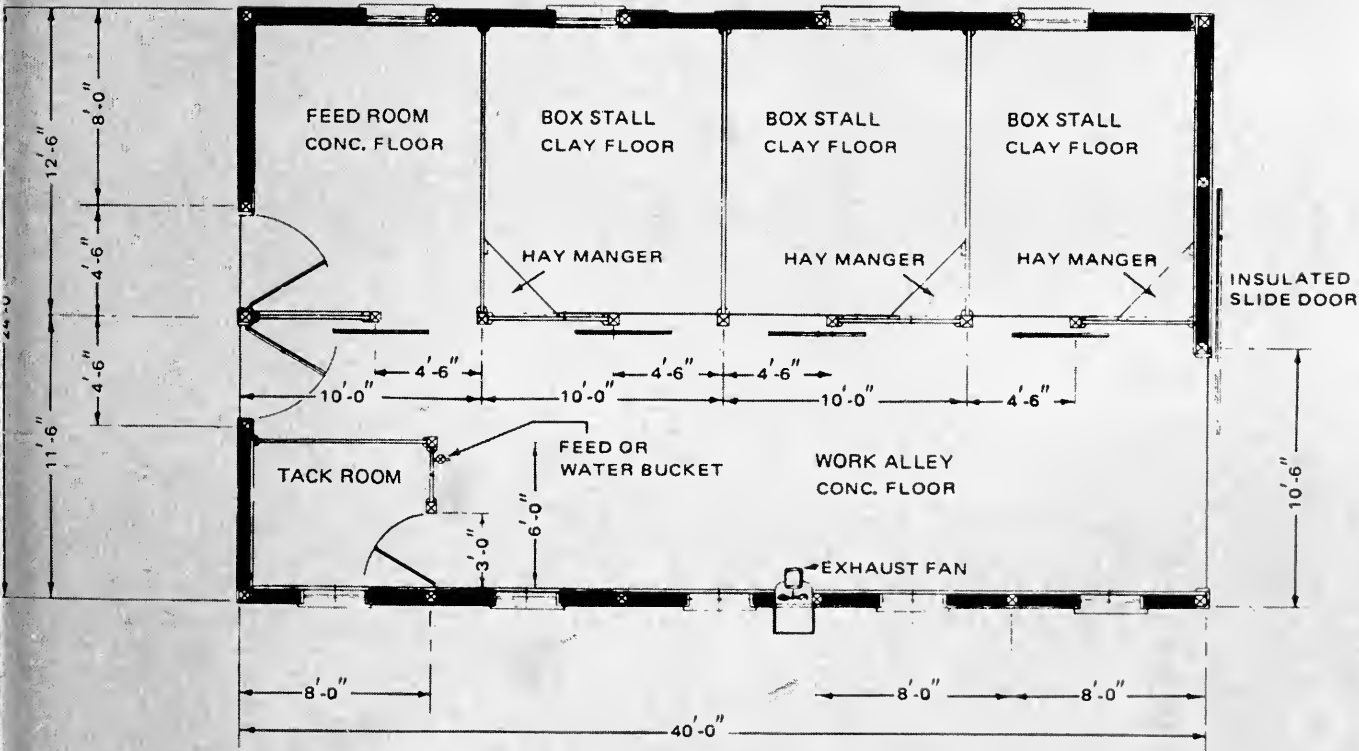 FEED ROOM
CONC. FLOOR
BOX STALL
CLAY FLOOR
BOX STALL
CLAY FLOOR
BOX STALL
CLAY FLOOR
12'-6"
8'-0"
4'-6"
HAY MANGER
HAY MANGER
HAY MANGER
INSULATED
SLIDE DOOR
24'-0"
4'-6"
11'-6"
4'-6"
4'-6"
4'-6"
4'-6"
10'-0"
10'-0"
10'-0"
FEED OR
WATER BUCKET
TACK ROOM
WORK ALLEY
CONC. FLOOR
6'-0"
3'-0"
10'-6"
EXHAUST FAN
8'-0"
8'-0"
8'-0"
40'-0"